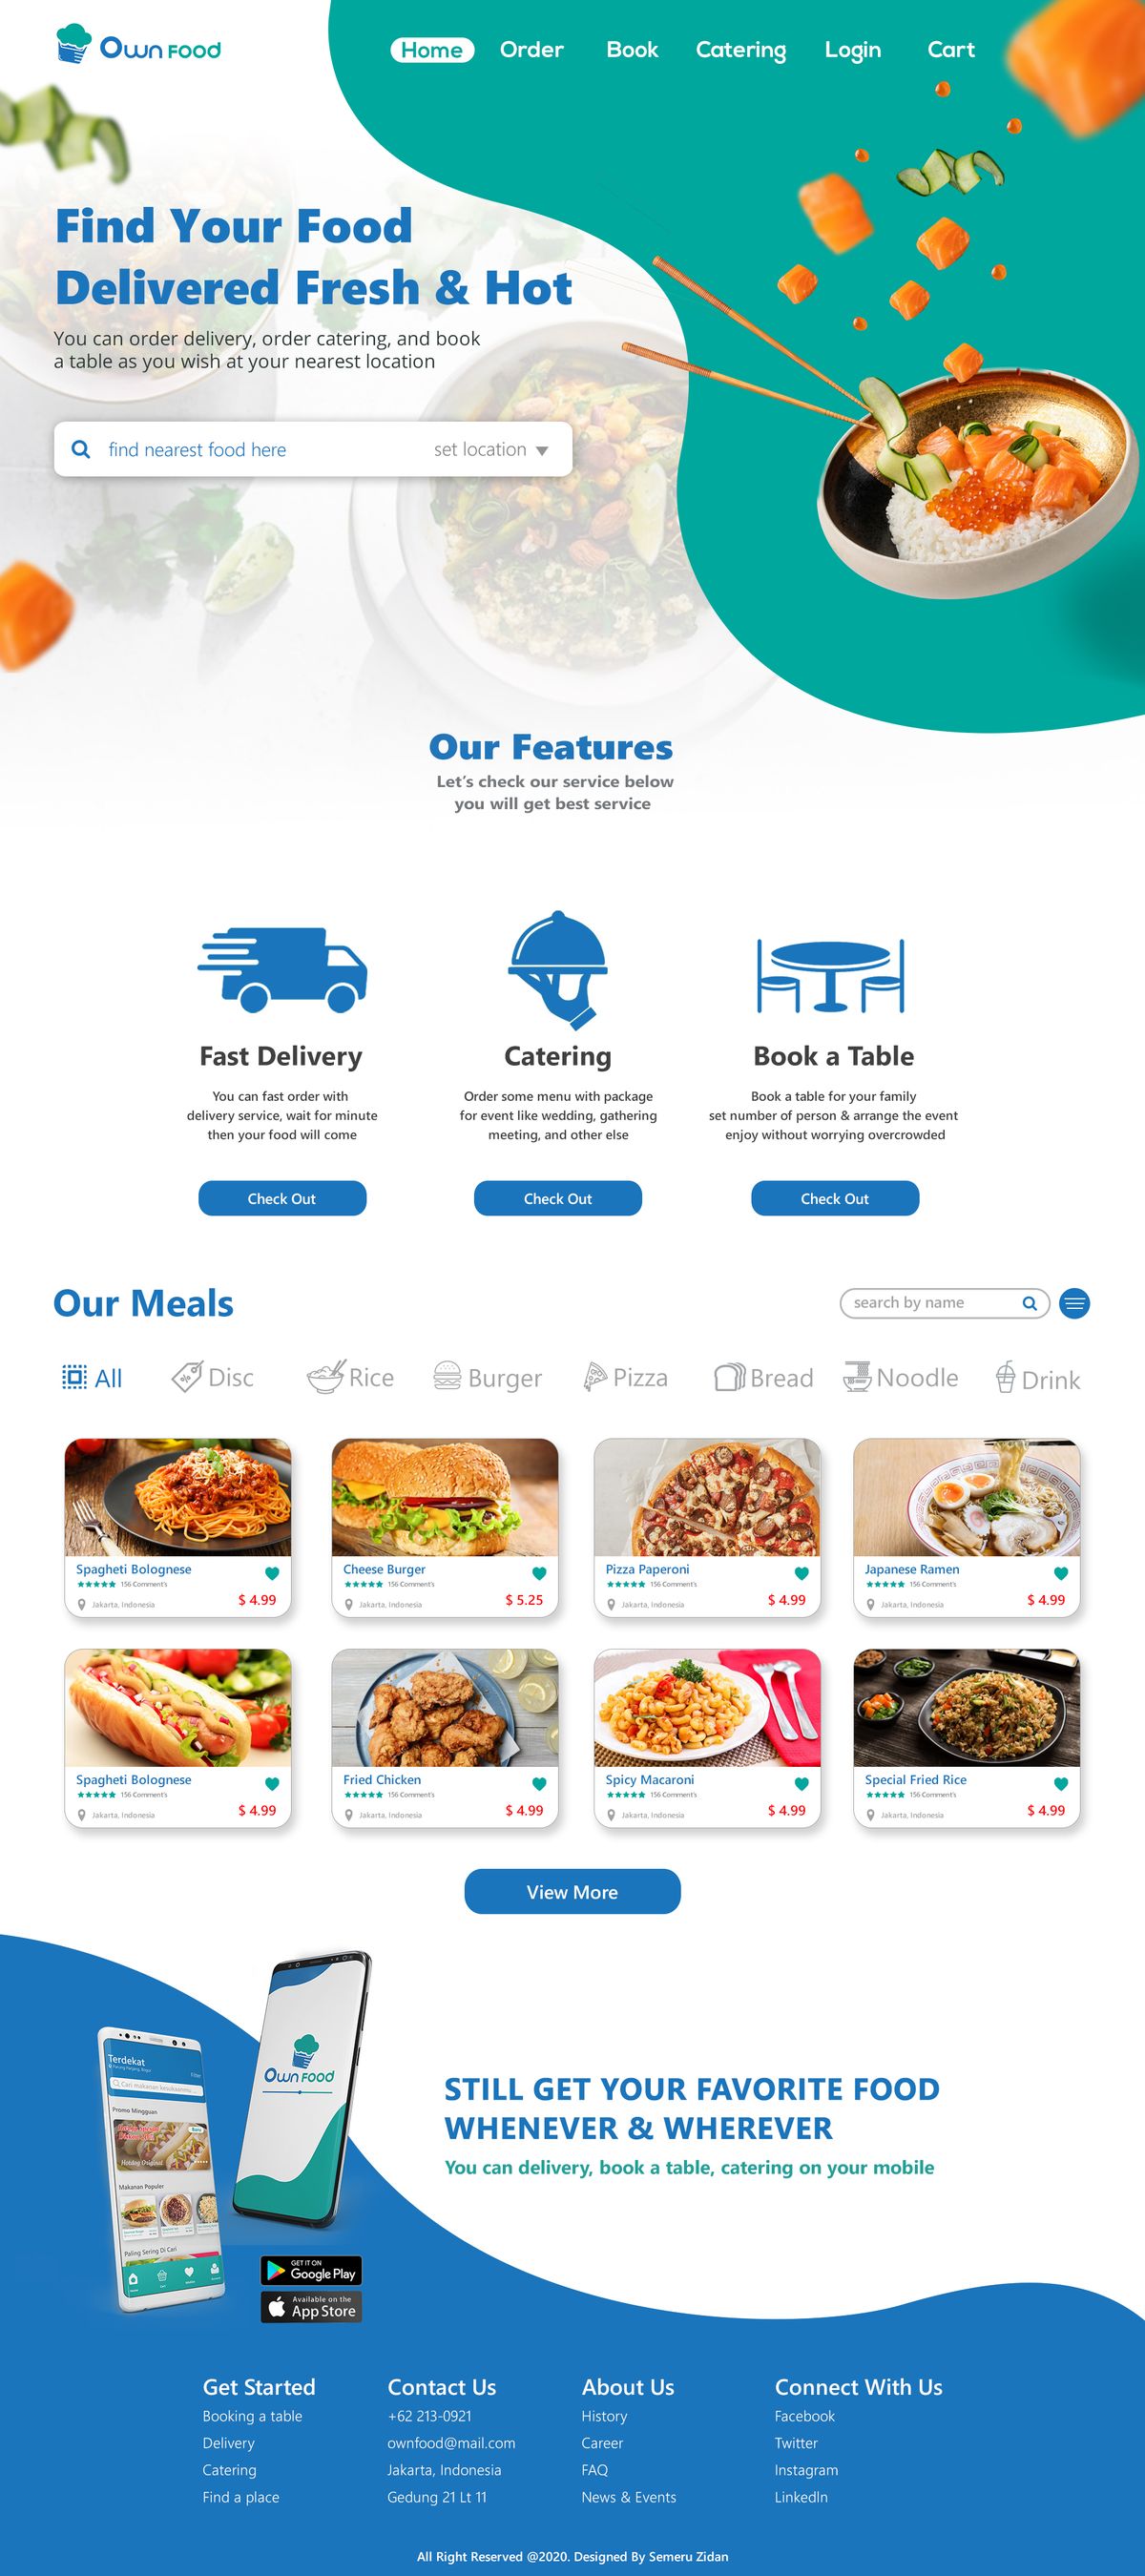 Own Food
Home Order Book Catering Login Cart
Find Your Food
Delivered Fresh & Hot
You can order delivery, order catering, and book
a table as you wish at your nearest location
find nearest food here set location
Our Features
Let's check our service below
you will get best service
Fast Delivery
You can fast order with
delivery service, wait for minute
then your food will come
Check Out
Catering
Order some menu with package
for event like wedding, gathering
meeting, and other else
Check Out
Book a Table
Book a table for your family
set number of person & arrange the event
enjoy without worrying overcrowded
Check Out
Our Meals
search by name
All Disc Rice Burger Pizza Bread Noodle Drink
Spagheti Bolognese
156 Comment's
Jakarta, Indonesia
$ 4.99
Cheese Burger
156 Comment's
Jakarta, Indonesia
$ 5.25
Pizza Paperoni
156 Comment's
Jakarta, Indonesia
$ 4.99
Japanese Ramen
156 Comment's
Jakarta, Indonesia
$ 4.99
Spagheti Bolognese
156 Comment's
Jakarta, Indonesia
$ 4.99
Fried Chicken
156 Comment's
Jakarta, Indonesia
$ 4.99
Spicy Macaroni
156 Comment's
Jakarta, Indonesia
$ 4.99
Special Fried Rice
156 Comment's
Jakarta, Indonesia
$ 4.99
View More
Terdekat
Filter
Cari makanan kesukaanmu
Promo Mingguan
Hotdog Original
Makanan Populer
Paling Sering Di Cari
Own Food
GET IT ON
Google Play
Available on the
App Store
STILL GET YOUR FAVORITE FOOD
WHENEVER & WHEREVER
You can delivery, book a table, catering on your mobile
Get Started
Booking a table
Delivery
Catering
Find a place
Contact Us
+62 213-0921
ownfood@mail.com
Jakarta, Indonesia
Gedung 21 Lt 11
About Us
History
Career
FAQ
News & Events
Connect With Us
Facebook
Twitter
Instagram
LinkedIn
All Right Reserved @2020. Designed By Semeru Zidan